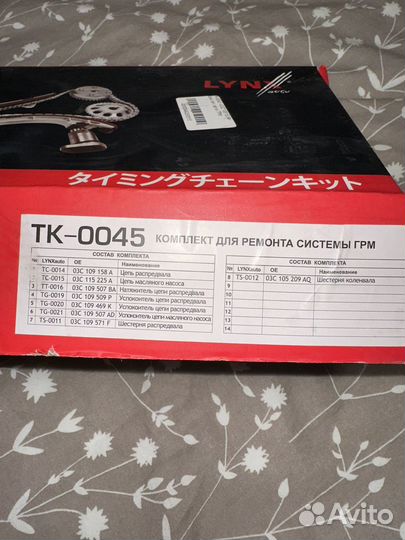 LYNX
auto
タイミングチェーンキット
TK-0045 КОМПЛЕКТ ДЛЯ РЕМОНТА СИСТЕМЫ ГРМ
СОСТАВ КОМПЛЕКТА
№ LYNXauto OE Наименование
TC-0014 03C 109 158 A Цепь распредвала
TC-0015 03C 115 225 A Цепь масляного насоса
3 TT-0016 03C 109 507 BA Натяжитель цепи распредвала
4 TG-0019 03C 109 509 P Успокоитель цепи распредвала
5 TG-0020 03C 109 469 K Успокоитель цепи распредвала
6 TG-0021 03C 109 507 AD Успокоитель цепи масляного насоса
7 TS-0011 03C 109 571 F Шестерня распредвала
СОСТАВ КОМПЛЕКТА
№ LYNXauto OE Наименование
8 TS-0012 03C 105 209 AQ Шестерня коленвала
9
10
11
12
13
14
Avito